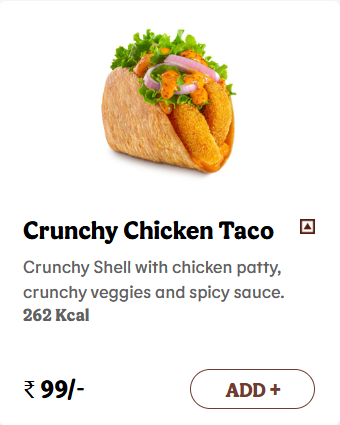 Crunchy Chicken Taco
Crunchy Shell with chicken patty,
crunchy veggies and spicy sauce.
262 Kcal
₹ 99/-
ADD +